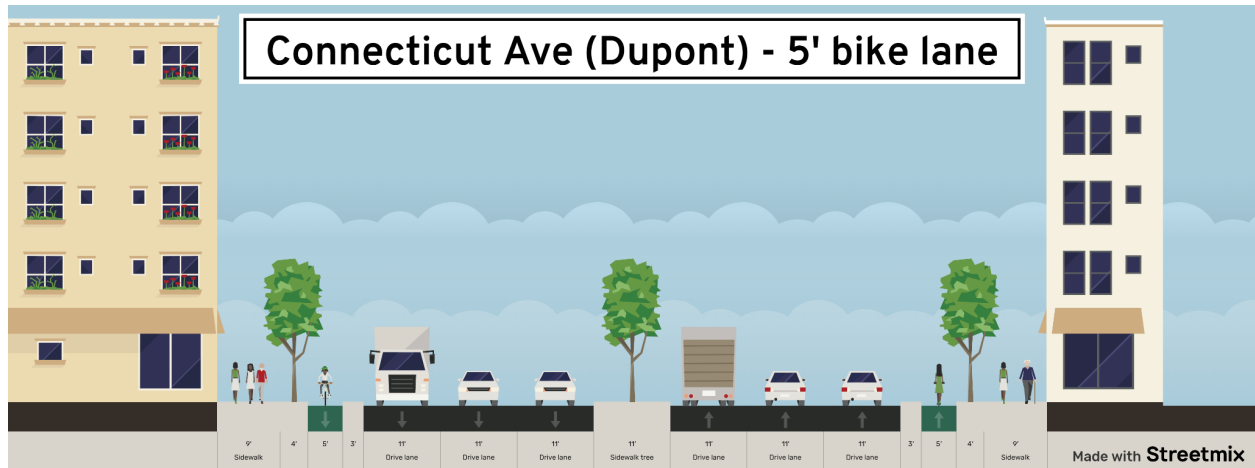 Connecticut Ave (Dupont) - 5' bike lane
9' 4' 5' 3' 11' 11' 11' 11' 11' 11' 11' 3' 5' 4' 9'
Sidewalk Drive lane Drive lane Drive lane Sidewalk tree Drive lane Drive lane Drive lane Sidewalk
Made with Streetmix